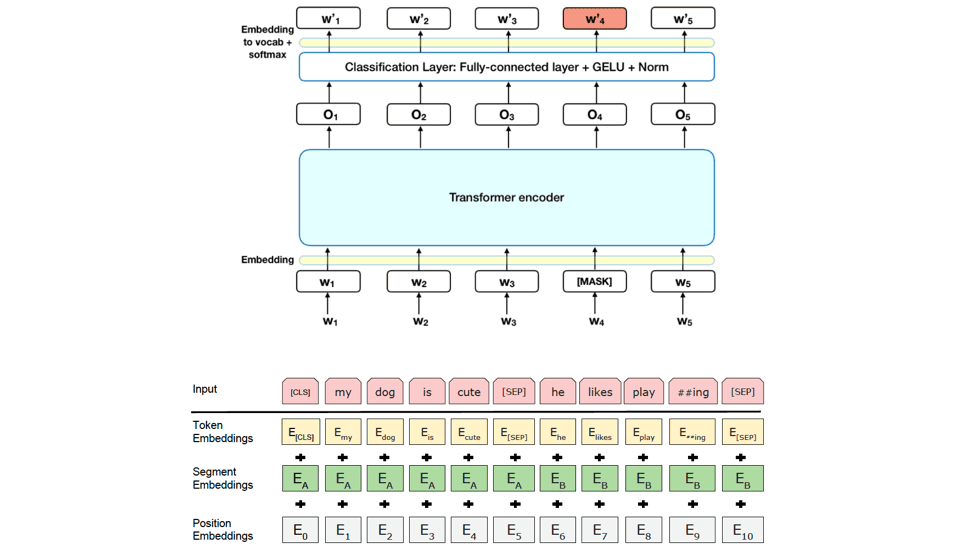 w'1 w'2 w'3 w'4 w'5
Embedding
to vocab +
softmax
Classification Layer: Fully-connected layer + GELU + Norm
O1 O2 O3 O4 O5
Transformer encoder
Embedding
w1 w2 w3 [MASK] w5
w1 w2 w3 w4 w5
Input [CLS] my dog is cute [SEP] he likes play ##ing [SEP]
Token
Embeddings
E[CLS] Emy Edog Eis Ecute E[SEP] Ehe Elikes Eplay E**ing E[SEP]
+ + + + + + + + + + +
Segment
Embeddings
EA EA EA EA EA EA EB EB EB EB EB
+ + + + + + + + + + +
Position
Embeddings
E0 E1 E2 E3 E4 E5 E6 E7 E8 E9 E10